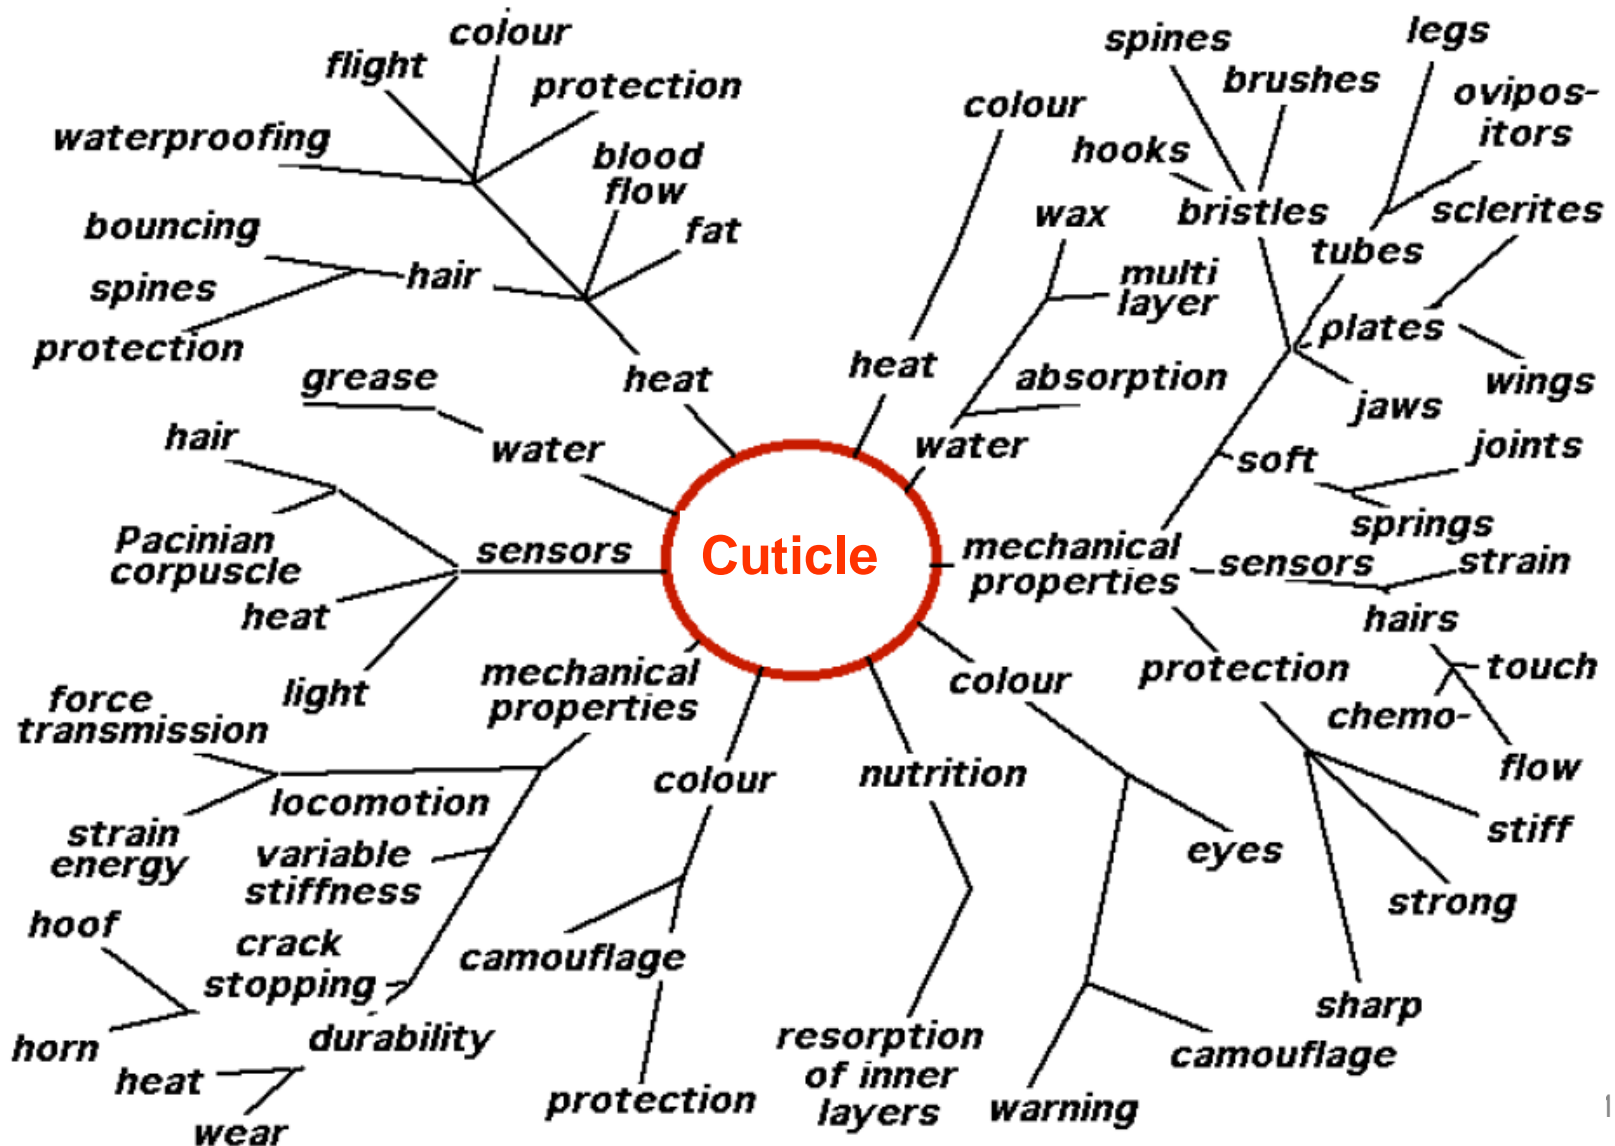 colour
flight
protection
waterproofing
blood
flow
fat
bouncing
hair
spines
protection
heat
grease
water
hair
Pacinian
corpuscle
sensors
heat
light
mechanical
properties
force
transmission
locomotion
strain
energy
variable
stiffness
crack
stopping
hoof
horn
durability
heat
wear
colour
camouflage
protection
Cuticle
spines
brushes
legs
ovipos-
itors
colour
hooks
bristles
sclerites
wax
tubes
multi
layer
plates
wings
heat
absorption
jaws
water
soft
joints
springs
mechanical
properties
sensors
strain
hairs
touch
chemo-
flow
protection
stiff
strong
sharp
colour
eyes
camouflage
warning
nutrition
resorption
of inner
layers
1